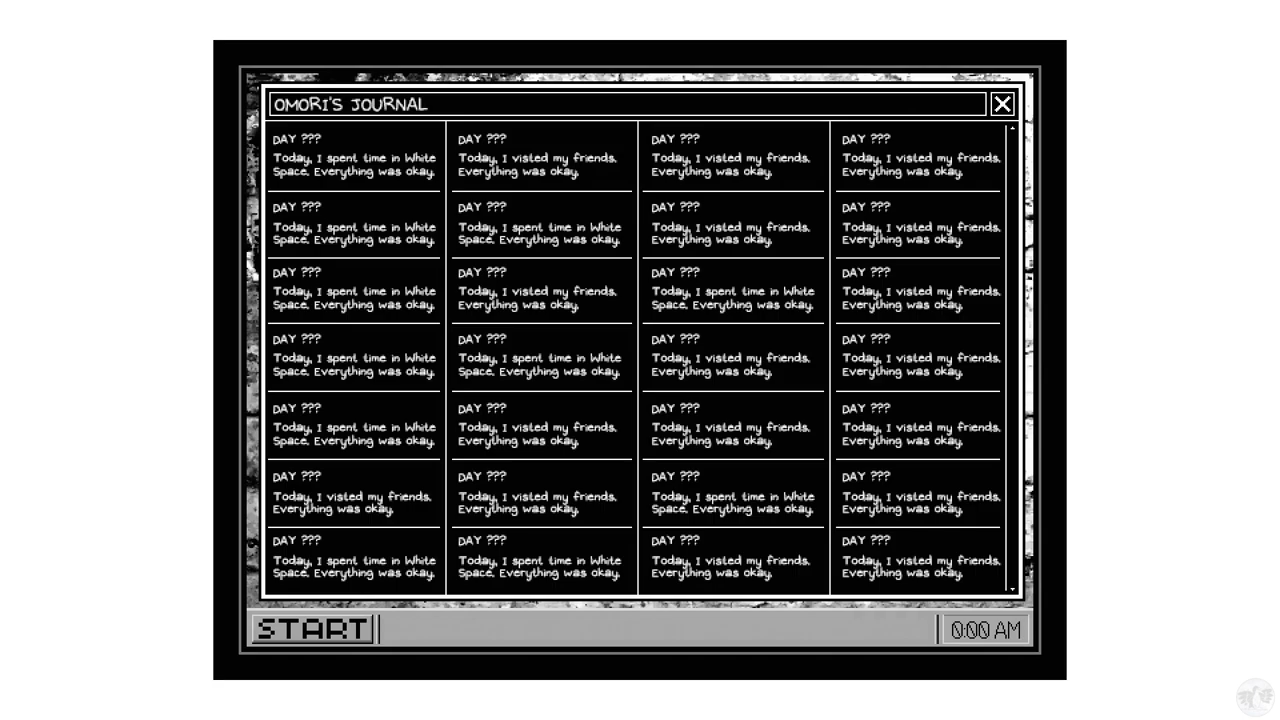 OMORI'S JOURNAL
DAY ???
Today, I spent time in White
Space. Everything was okay.
DAY ???
Today, I spent time in White
Space. Everything was okay.
DAY ???
Today, I spent time in White
Space. Everything was okay.
DAY ???
Today, I spent time in White
Space. Everything was okay.
DAY ???
Today, I spent time in White
Space. Everything was okay.
DAY ???
Today, I visted my friends.
Everything was okay.
DAY ???
Today, I spent time in White
Space. Everything was okay.
DAY ???
Today, I visted my friends.
Everything was okay.
DAY ???
Today, I spent time in White
Space. Everything was okay.
DAY ???
Today, I visted my friends.
Everything was okay.
DAY ???
Today, I spent time in White
Space. Everything was okay.
DAY ???
Today, I visted my friends.
Everything was okay.
DAY ???
Today, I visted my friends.
Everything was okay.
DAY ???
Today, I spent time in White
Space. Everything was okay.
DAY ???
Today, I visted my friends.
Everything was okay.
DAY ???
Today, I visted my friends.
Everything was okay.
DAY ???
Today, I spent time in White
Space. Everything was okay.
DAY ???
Today, I visted my friends.
Everything was okay.
DAY ???
Today, I visted my friends.
Everything was okay.
DAY ???
Today, I spent time in White
Space. Everything was okay.
DAY ???
Today, I visted my friends.
Everything was okay.
DAY ???
Today, I visted my friends.
Everything was okay.
DAY ???
Today, I visted my friends.
Everything was okay.
DAY ???
Today, I visted my friends.
Everything was okay.
DAY ???
Today, I visted my friends.
Everything was okay.
DAY ???
Today, I visted my friends.
Everything was okay.
DAY ???
Today, I visted my friends.
Everything was okay.
DAY ???
Today, I visted my friends.
Everything was okay.
START
0:00 AM